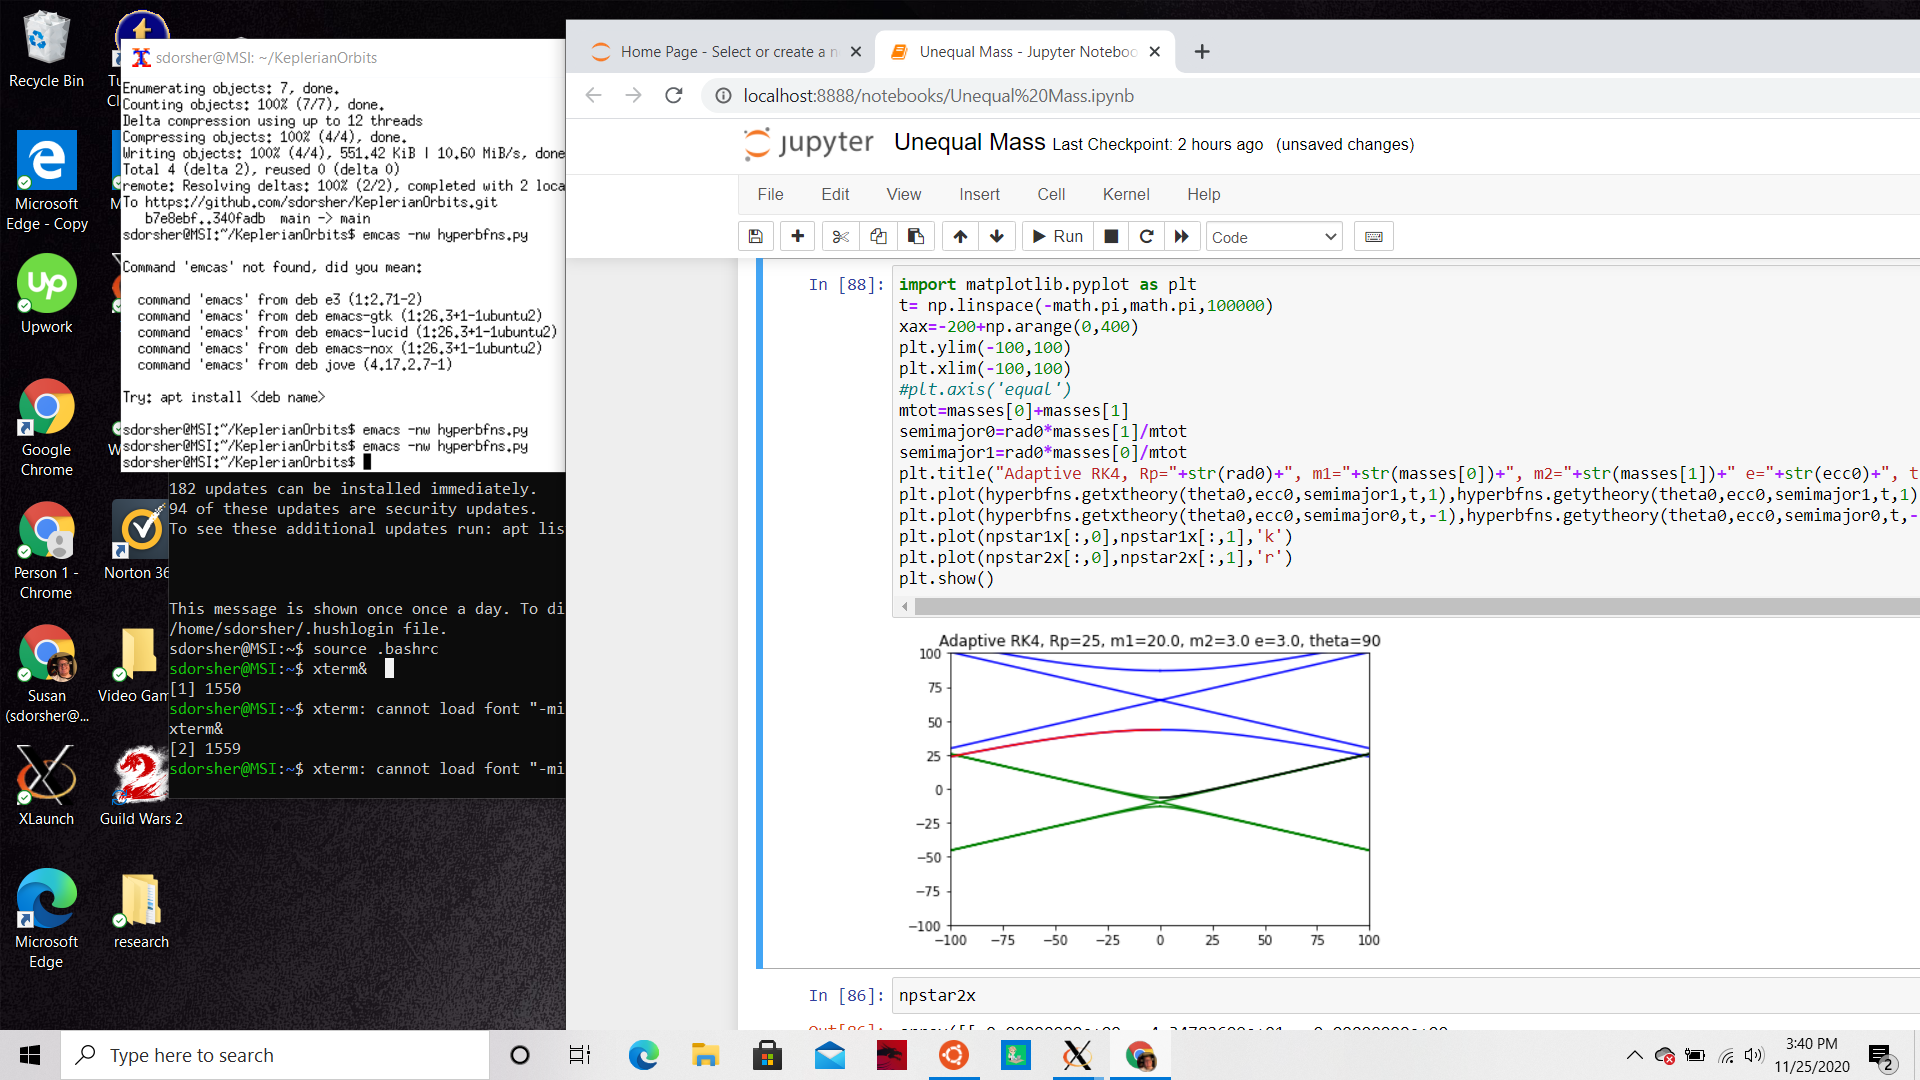 Recycle Bin
Microsoft
Edge - Copy
Upwork
Google
Chrome
Person 1 -
Chrome
Norton 36
Susan
(sdorsher@...
Video Gam
XLaunch
Guild Wars 2
Microsoft
Edge
research
sdorsher@MSI: ~/KeplerianOrbits
Enumerating objects: 7, done.
Counting objects: 100% (7/7), done.
Delta compression using up to 12 threads
Compressing objects: 100% (4/4), done.
Writing objects: 100% (4/4), 551.42 KiB | 10.60 MiB/s, done
Total 4 (delta 2), reused 0 (delta 0)
remote: Resolving deltas: 100% (2/2), completed with 2 loca
To https://github.com/sdorsher/KeplerianOrbits.git
b7e8ebf..340fadb main -> main
sdorsher@MSI:~/KeplerianOrbits$ emcas -nw hyperbfns.py
Command 'emcas' not found, did you mean:
command 'emacs' from deb e3 (1:2.71-2)
command 'emacs' from deb emacs-gtk (1:26.3+1-1ubuntu2)
command 'emacs' from deb emacs-lucid (1:26.3+1-1ubuntu2)
command 'emacs' from deb emacs-nox (1:26.3+1-1ubuntu2)
command 'emacs' from deb jove (4.17.2.7-1)
Try: apt install <deb name>
sdorsher@MSI:~/KeplerianOrbits$ emacs -nw hyperbfns.py
sdorsher@MSI:~/KeplerianOrbits$ emacs -nw hyperbfns.py
sdorsher@MSI:~/KeplerianOrbits$
182 updates can be installed immediately.
94 of these updates are security updates.
To see these additional updates run: apt lis
This message is shown once once a day. To di
/home/sdorsher/.hushlogin file.
sdorsher@MSI:~$ source .bashrc
sdorsher@MSI:~$ xterm&
[1] 1550
sdorsher@MSI:~$ xterm: cannot load font "-mi
xterm&
[2] 1559
sdorsher@MSI:~$ xterm: cannot load font "-mi
Home Page - Select or create a n
Unequal Mass - Jupyter Noteboo
localhost:8888/notebooks/Unequal%20Mass.ipynb
jupyter Unequal Mass Last Checkpoint: 2 hours ago (unsaved changes)
File Edit View Insert Cell Kernel Help
Run
Code
In [88]:
import matplotlib.pyplot as plt
t= np.linspace(-math.pi,math.pi,100000)
xax=-200+np.arange(0,400)
plt.ylim(-100,100)
plt.xlim(-100,100)
#plt.axis('equal')
mtot=masses[0]+masses[1]
semimajor0=rad0*masses[1]/mtot
semimajor1=rad0*masses[0]/mtot
plt.title("Adaptive RK4, Rp="+str(rad0)+", m1="+str(masses[0])+", m2="+str(masses[1])+" e="+str(ecc0)+", t
plt.plot(hyperbfns.getxtheory(theta0,ecc0,semimajor1,t,1),hyperbfns.getytheory(theta0,ecc0,semimajor1,t,1)
plt.plot(hyperbfns.getxtheory(theta0,ecc0,semimajor0,t,-1),hyperbfns.getytheory(theta0,ecc0,semimajor0,t,-
plt.plot(npstar1x[:,0],npstar1x[:,1],'k')
plt.plot(npstar2x[:,0],npstar2x[:,1],'r')
plt.show()
Adaptive RK4, Rp=25, m1=20.0, m2=3.0 e=3.0, theta=90
100
75
50
25
0
−25
−50
−75
−100
−100 −75 −50 −25 0 25 50 75 100
In [86]: npstar2x
Type here to search
3:40 PM
11/25/2020
2